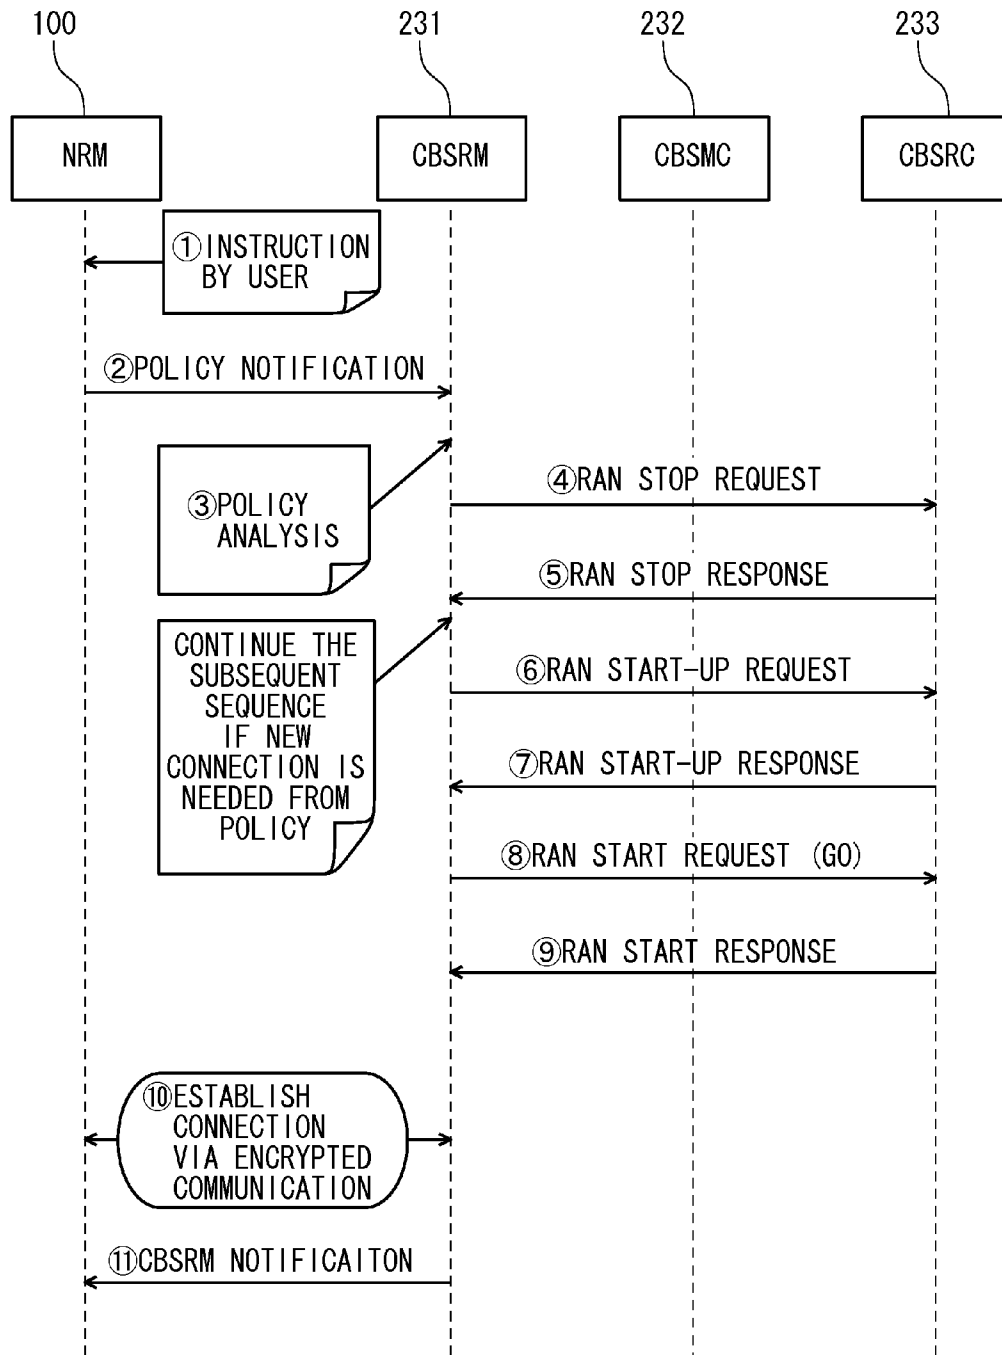 100
231
232
233
NRM
CBSRM
CBSMC
CBSRC
①INSTRUCTION
BY USER
②POLICY NOTIFICATION
③POLICY
ANALYSIS
④RAN STOP REQUEST
⑤RAN STOP RESPONSE
CONTINUE THE
SUBSEQUENT
SEQUENCE
IF NEW
CONNECTION IS
NEEDED FROM
POLICY
⑥RAN START-UP REQUEST
⑦RAN START-UP RESPONSE
⑧RAN START REQUEST (GO)
⑨RAN START RESPONSE
⑩ESTABLISH
CONNECTION
VIA ENCRYPTED
COMMUNICATION
⑪CBSRM NOTIFICAITON